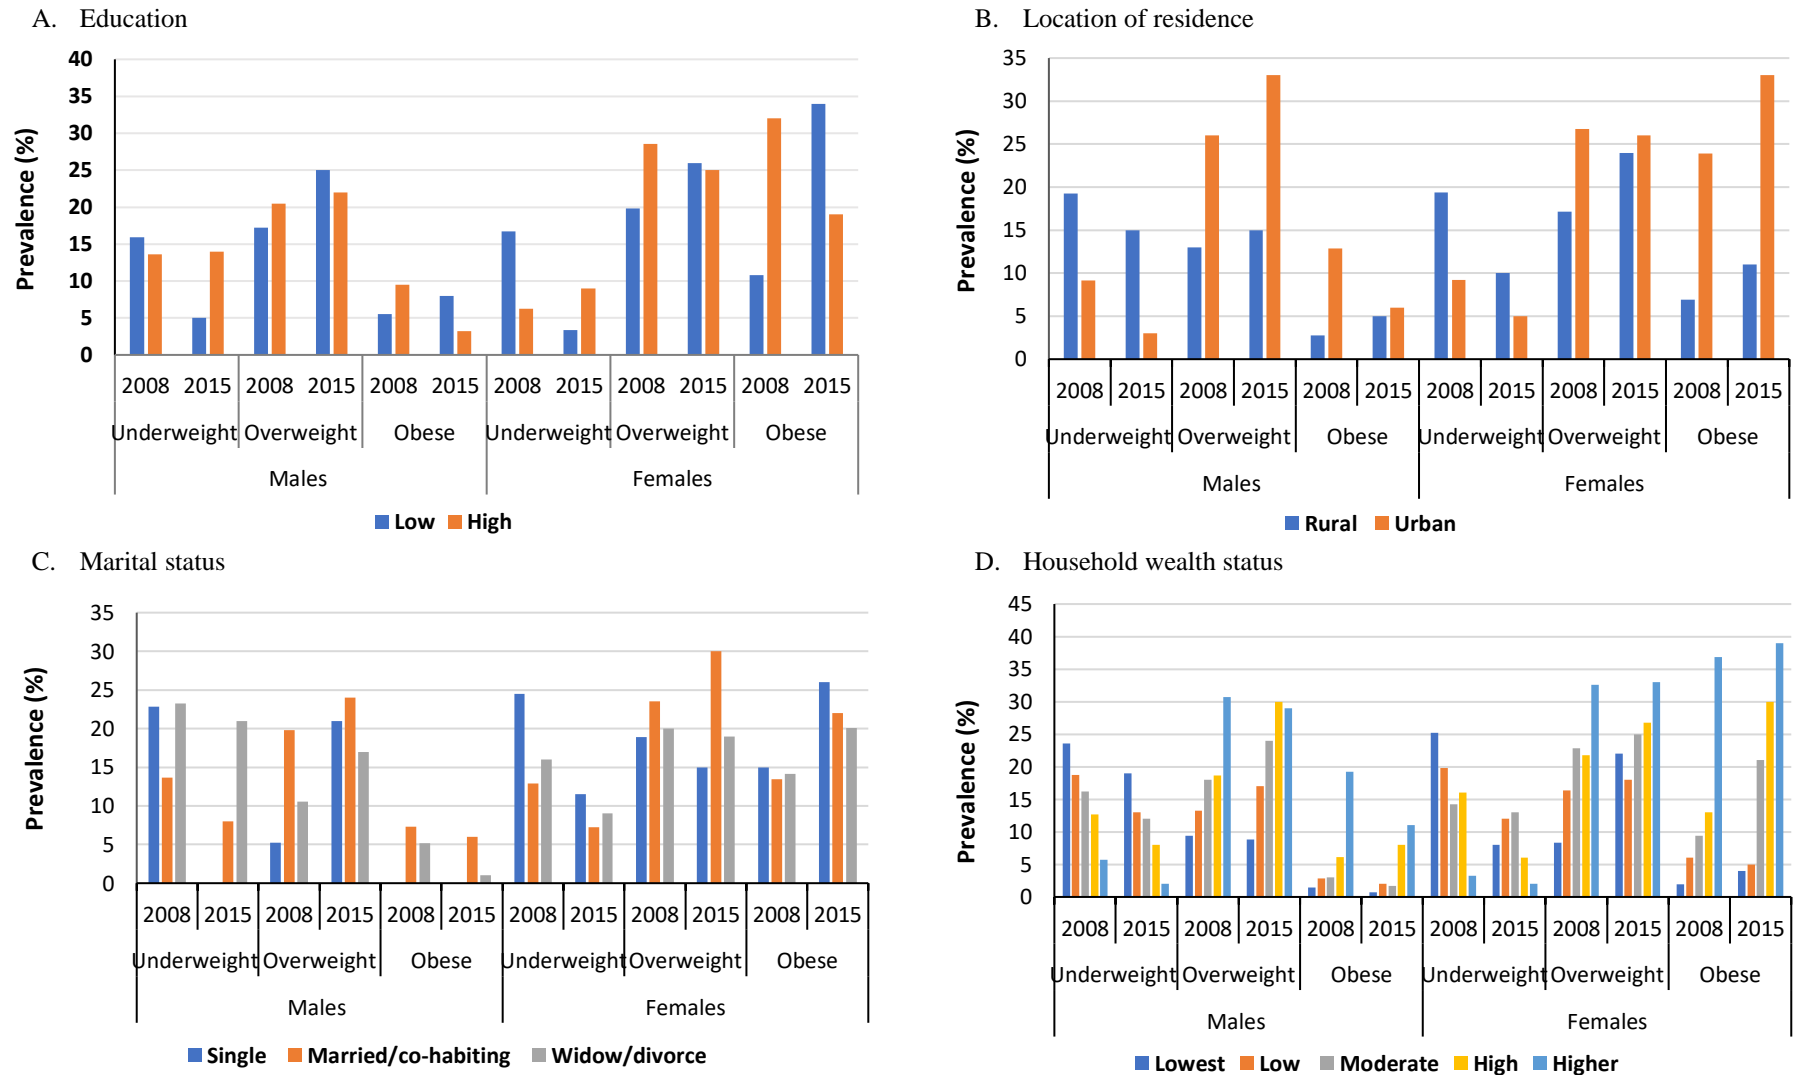 A. Education
40
35
30
25
20
15
10
5
0
Prevalence (%)
2008 2015 2008 2015 2008 2015 2008 2015 2008 2015 2008 2015
Underweight Overweight Obese Underweight Overweight Obese
Males Females
Low High
B. Location of residence
35
30
25
20
15
10
5
0
Prevalence (%)
2008 2015 2008 2015 2008 2015 2008 2015 2008 2015 2008 2015
Underweight Overweight Obese Underweight Overweight Obese
Males Females
Rural Urban
C. Marital status
35
30
25
20
15
10
5
0
Prevalence (%)
2008 2015 2008 2015 2008 2015 2008 2015 2008 2015 2008 2015
Underweight Overweight Obese Underweight Overweight Obese
Males Females
Single Married/co-habiting Widow/divorce
D. Household wealth status
45
40
35
30
25
20
15
10
5
0
Prevalence (%)
2008 2015 2008 2015 2008 2015 2008 2015 2008 2015 2008 2015
Underweight Overweight Obese Underweight Overweight Obese
Males Females
Lowest Low Moderate High Higher